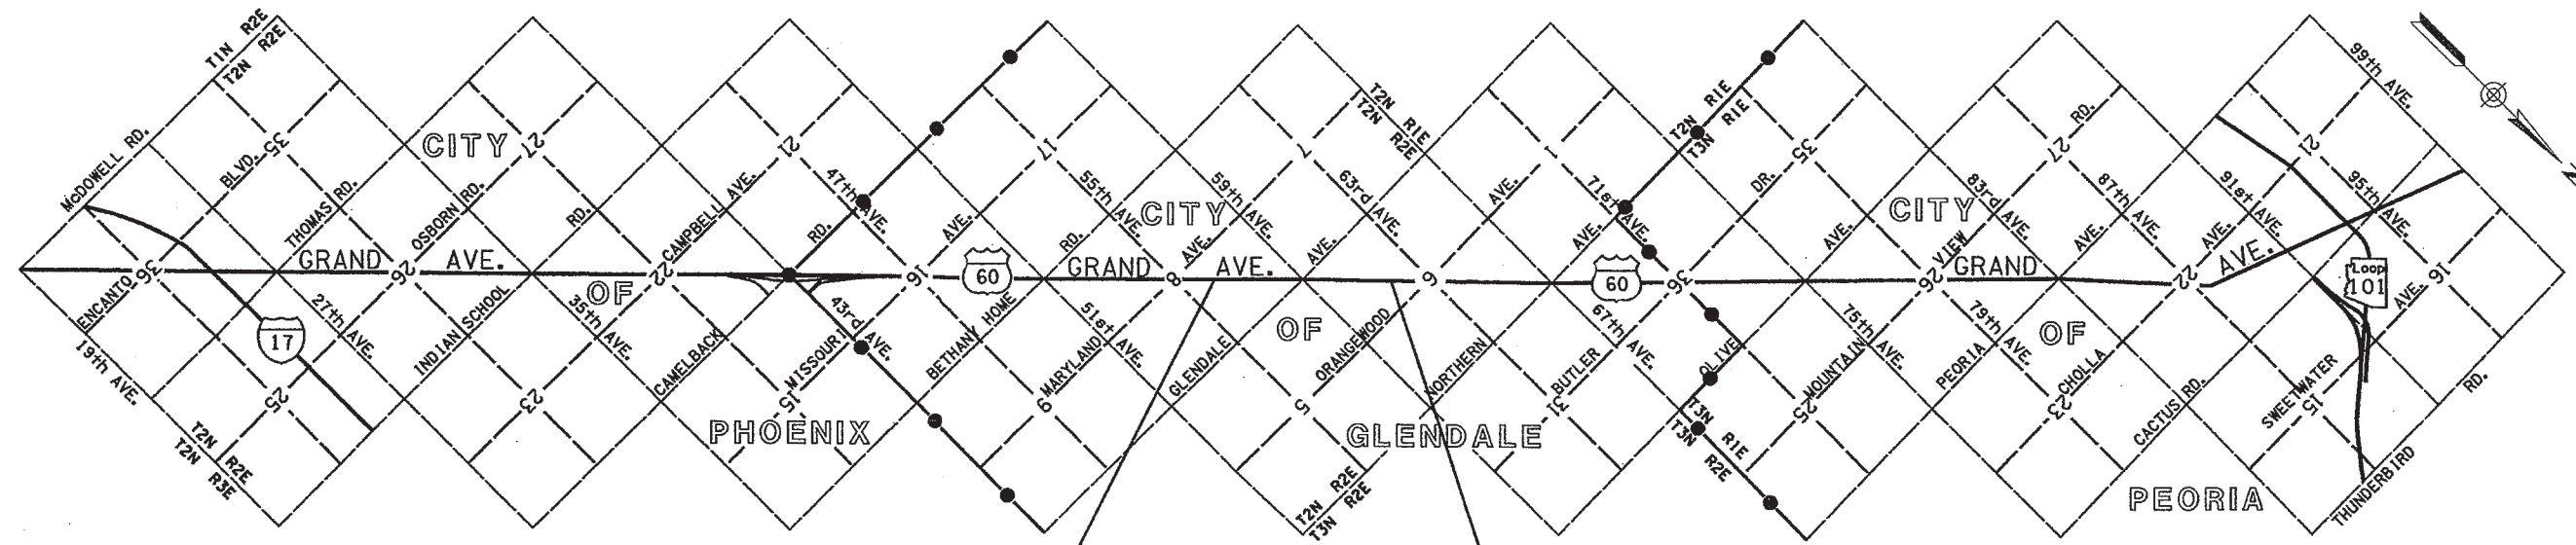 T1N R2E
T2N R2E
McDOWELL RD.
ENCANTO BLVD.
THOMAS RD.
OSBORN RD.
INDIAN SCHOOL RD.
CAMPBELL AVE.
CAMELBACK RD.
MISSOURI AVE.
BETHANY HOME RD.
MARYLAND AVE.
GLENDALE AVE.
ORANGEWOOD AVE.
NORTHERN AVE.
BUTLER DR.
OLIVE AVE.
MOUNTAIN VIEW RD.
PEORIA AVE.
CHOLLA AVE.
CACTUS RD.
SWEETWATER AVE.
THUNDERBIRD RD.
19th AVE.
27th AVE.
35th AVE.
43rd AVE.
47th AVE.
51st AVE.
55th AVE.
59th AVE.
63rd AVE.
67th AVE.
71st AVE.
75th AVE.
79th AVE.
83rd AVE.
87th AVE.
91st AVE.
95th AVE.
99th AVE.
GRAND AVE.
GRAND AVE.
GRAND AVE.
CITY OF PHOENIX
CITY OF GLENDALE
CITY OF PEORIA
17
60
60
Loop
101
35
27
21
17
7
1
35
27
21
36
26
22
16
8
6
36
26
22
16
25
23
15
9
5
31
25
23
15
T2N R2E
T2N R3E
T2N R1E
T2N R2E
T2N R2E
T3N R2E
T2N R1E
T3N R1E
T3N R1E
T3N R2E
N